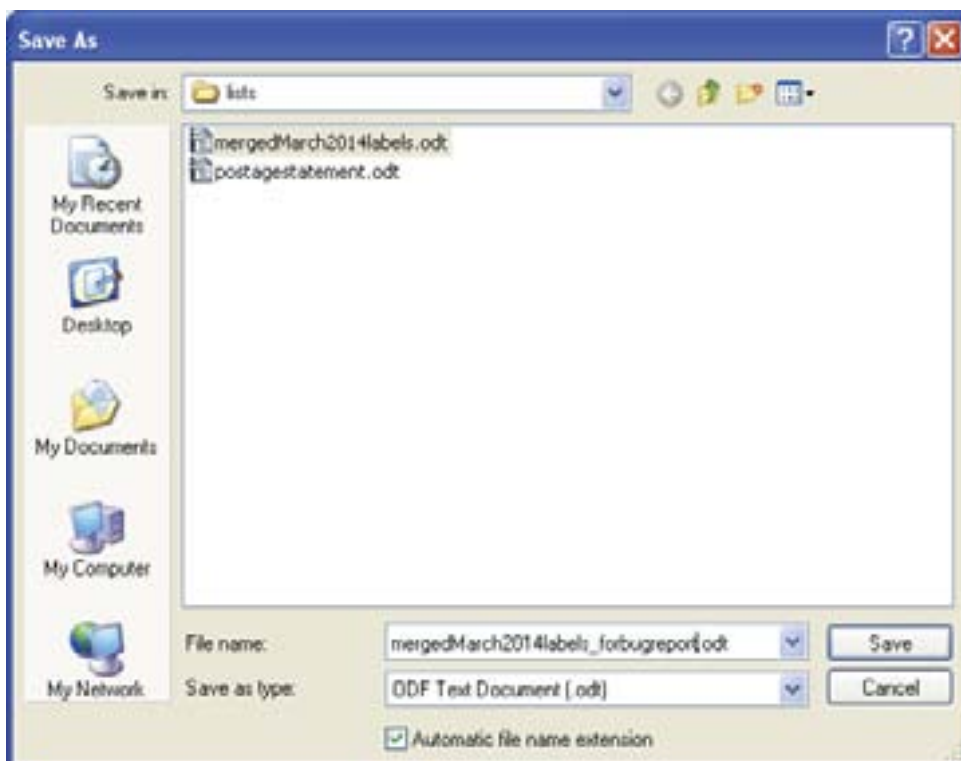 Save As
Save in:
lists
mergedMarch2014labels.odt
postagestatement.odt
My Recent
Documents
Desktop
My Documents
My Computer
My Network
File name:
mergedMarch2014labels_forbugreport.odt
Save
Save as type:
ODF Text Document (.odt)
Cancel
Automatic file name extension